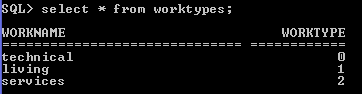 SQL> select * from worktypes;
WORKNAME WORKTYPE
------------------------------ ------------
technical 0
living 1
services 2